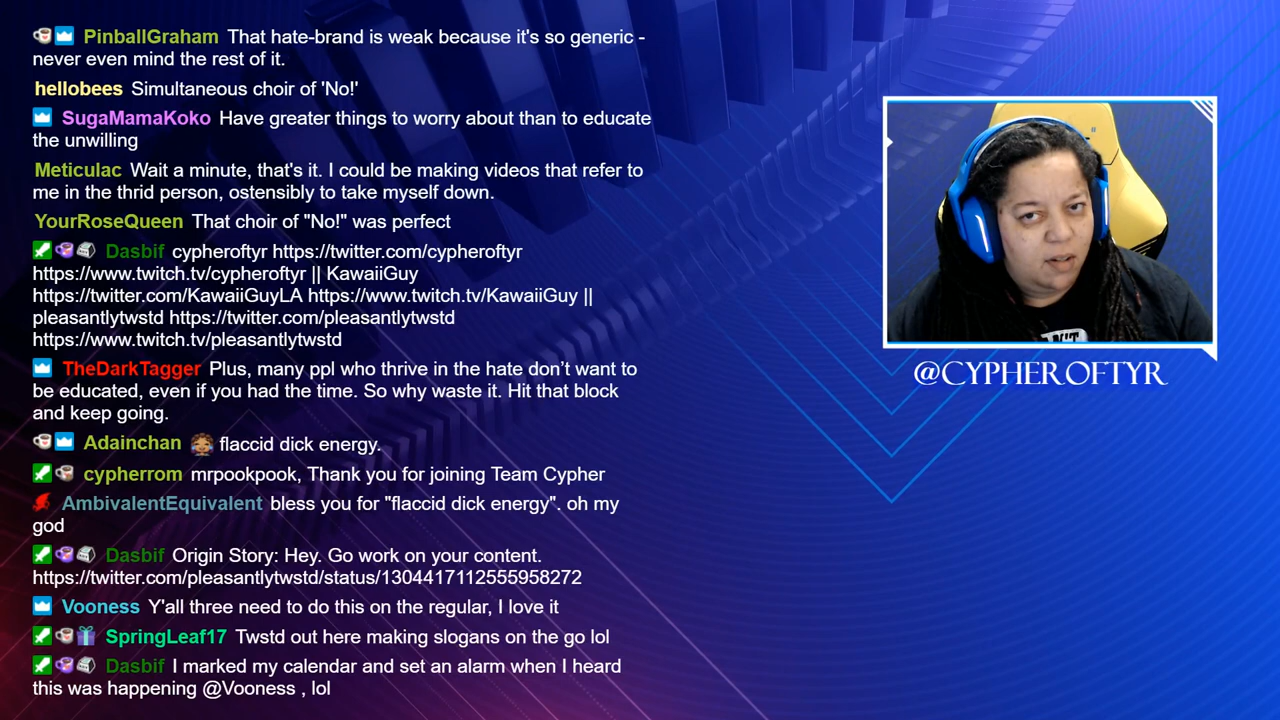 PinballGraham That hate-brand is weak because it's so generic -
never even mind the rest of it.
hellobees Simultaneous choir of 'No!'
SugaMamaKoko Have greater things to worry about than to educate
the unwilling
Meticulac Wait a minute, that's it. I could be making videos that refer to
me in the thrid person, ostensibly to take myself down.
YourRoseQueen That choir of "No!" was perfect
Dasbif cypheroftyr https://twitter.com/cypheroftyr
https://www.twitch.tv/cypheroftyr || KawaiiGuy
https://twitter.com/KawaiiGuyLA https://www.twitch.tv/KawaiiGuy ||
pleasantlytwstd https://twitter.com/pleasantlytwstd
https://www.twitch.tv/pleasantlytwstd
TheDarkTagger Plus, many ppl who thrive in the hate don’t want to
be educated, even if you had the time. So why waste it. Hit that block
and keep going.
Adainchan flaccid dick energy.
cypherrom mrpookpook, Thank you for joining Team Cypher
AmbivalentEquivalent bless you for "flaccid dick energy". oh my
god
Dasbif Origin Story: Hey. Go work on your content.
https://twitter.com/pleasantlytwstd/status/1304417112555958272
Vooness Y'all three need to do this on the regular, I love it
SpringLeaf17 Twstd out here making slogans on the go lol
Dasbif I marked my calendar and set an alarm when I heard
this was happening @Vooness , lol
@CYPHEROFTYR